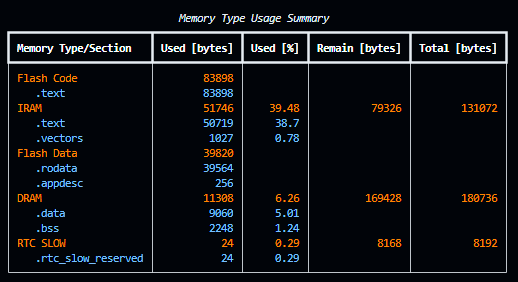 Memory Type Usage Summary
Memory Type/Section Used [bytes] Used [%] Remain [bytes] Total [bytes]
Flash Code 83898
.text 83898
IRAM 51746 39.48 79326 131072
.text 50719 38.7
.vectors 1027 0.78
Flash Data 39820
.rodata 39564
.appdesc 256
DRAM 11308 6.26 169428 180736
.data 9060 5.01
.bss 2248 1.24
RTC SLOW 24 0.29 8168 8192
.rtc_slow_reserved 24 0.29